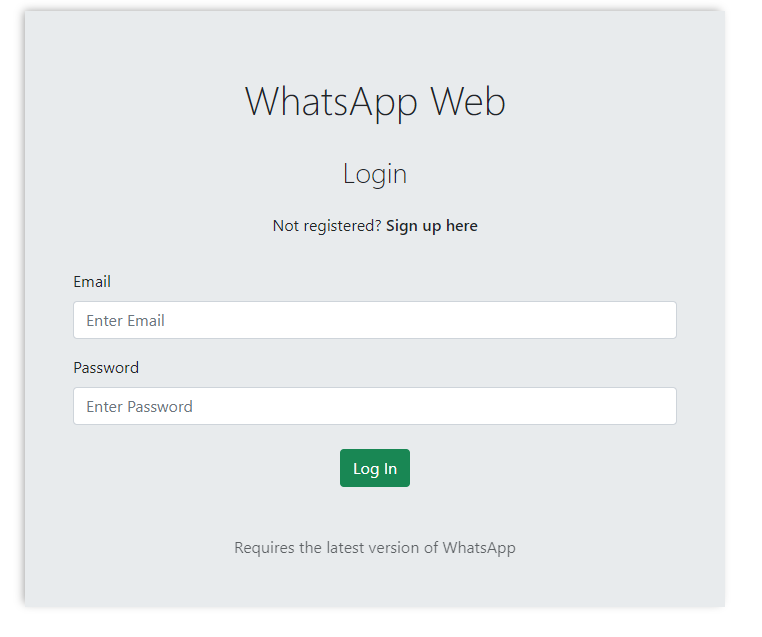 WhatsApp Web
Login
Not registered? Sign up here
Email
Enter Email
Password
Enter Password
Log In
Requires the latest version of WhatsApp